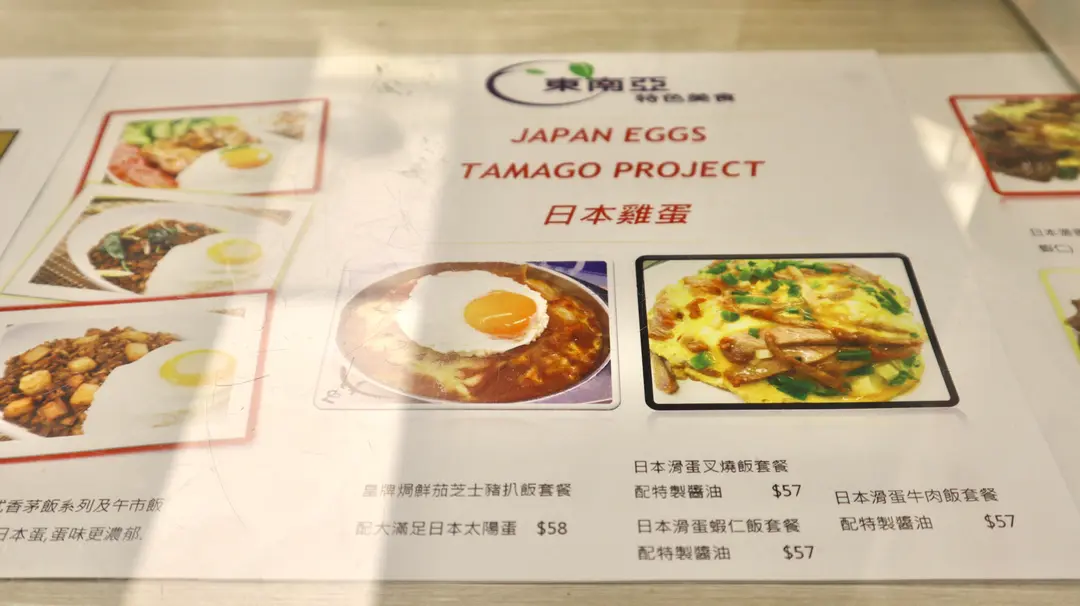 東南亞
特色美食
JAPAN EGGS
TAMAGO PROJECT
日本雞蛋
皇牌焗鮮茄芝士豬扒飯套餐
配大滿足日本太陽蛋 $58
日本滑蛋叉燒飯套餐
配特製醬油 $57
日本滑蛋蝦仁飯套餐
配特製醬油 $57
日本滑蛋牛肉飯套餐
配特製醬油 $57
香茅飯系列及午市飯
日本蛋,蛋味更濃郁.
日本滑